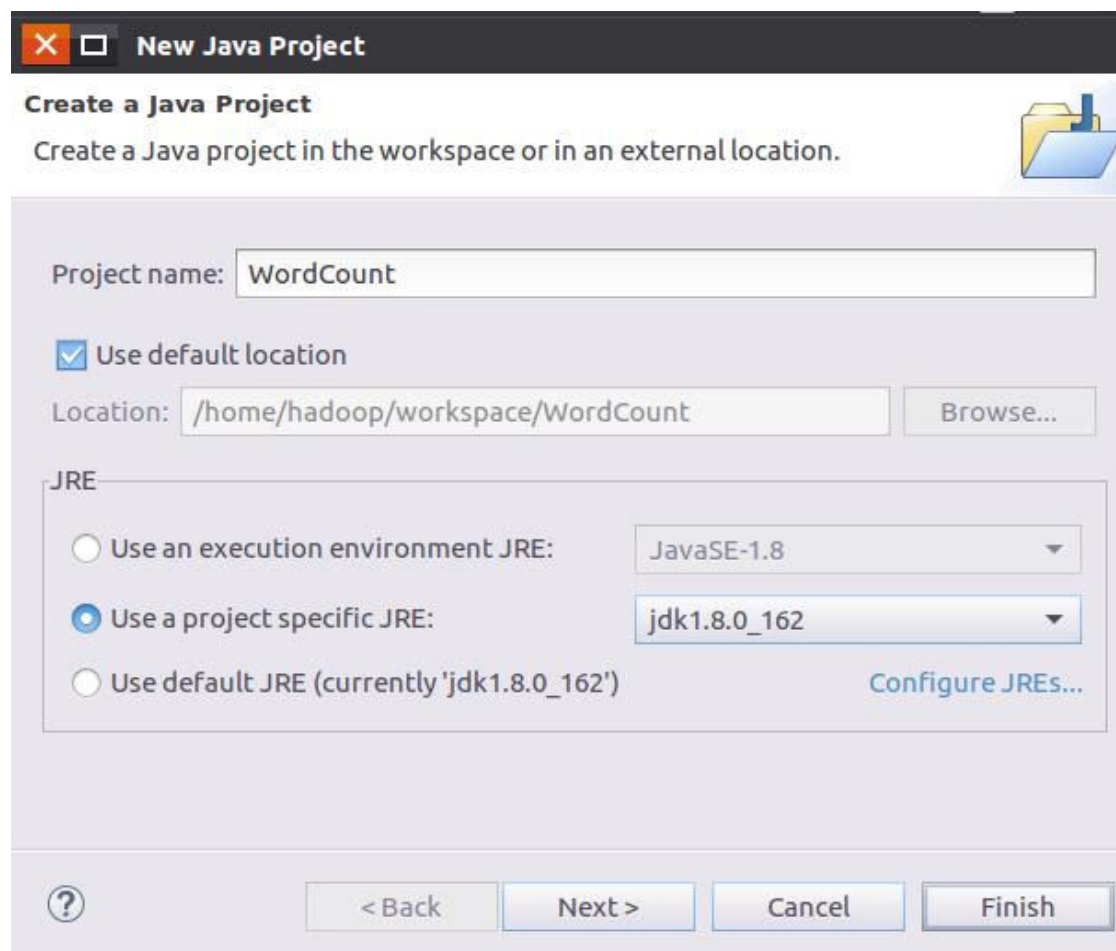 New Java Project
Create a Java Project
Create a Java project in the workspace or in an external location.
Project name: WordCount
Use default location
Location: /home/hadoop/workspace/WordCount Browse...
JRE
Use an execution environment JRE: JavaSE-1.8
Use a project specific JRE: jdk1.8.0_162
Use default JRE (currently 'jdk1.8.0_162') Configure JREs...
? < Back Next > Cancel Finish